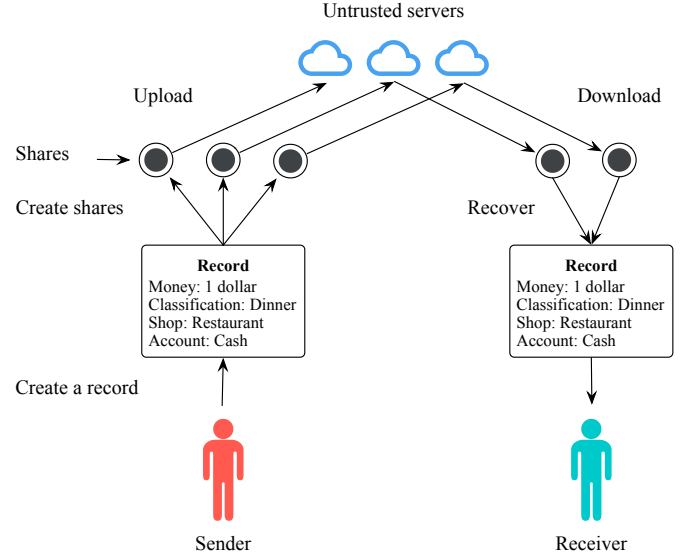 Untrusted servers
Upload
Download
Shares
Create shares
Recover
Record
Money: 1 dollar
Classification: Dinner
Shop: Restaurant
Account: Cash
Record
Money: 1 dollar
Classification: Dinner
Shop: Restaurant
Account: Cash
Create a record
Sender
Receiver